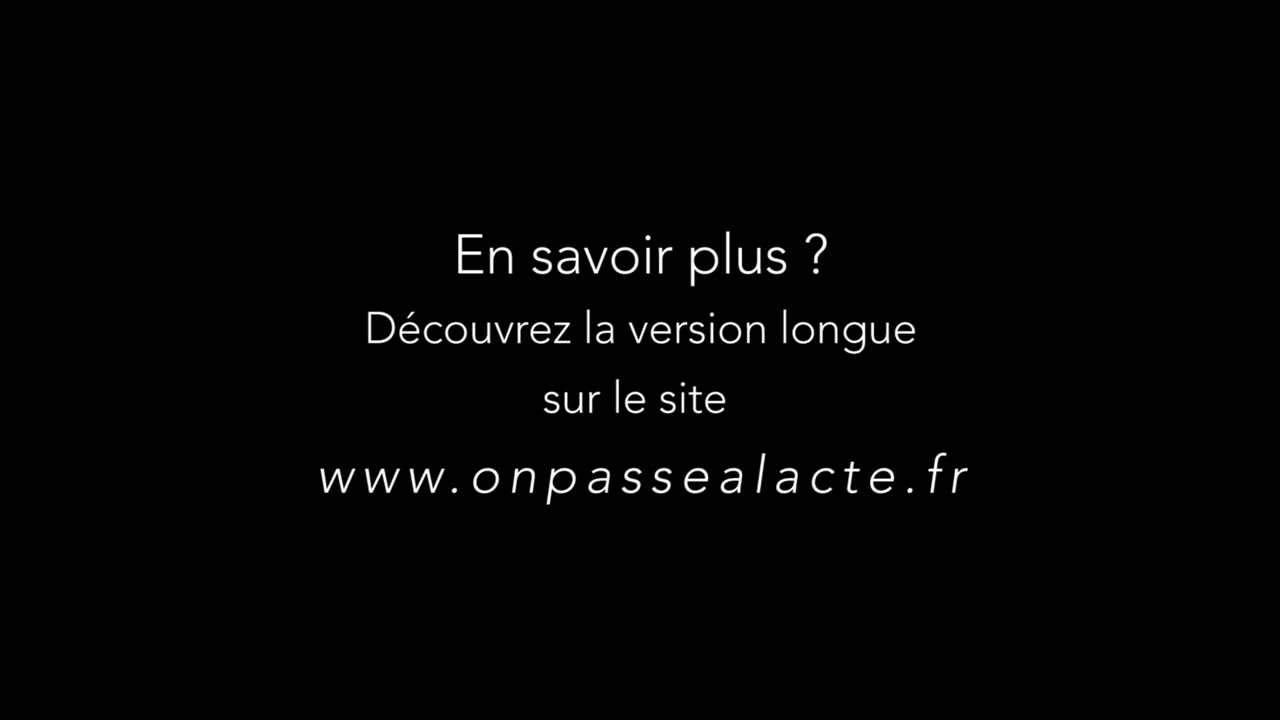 En savoir plus ?
Découvrez la version longue
sur le site
www.onpassealacte.fr